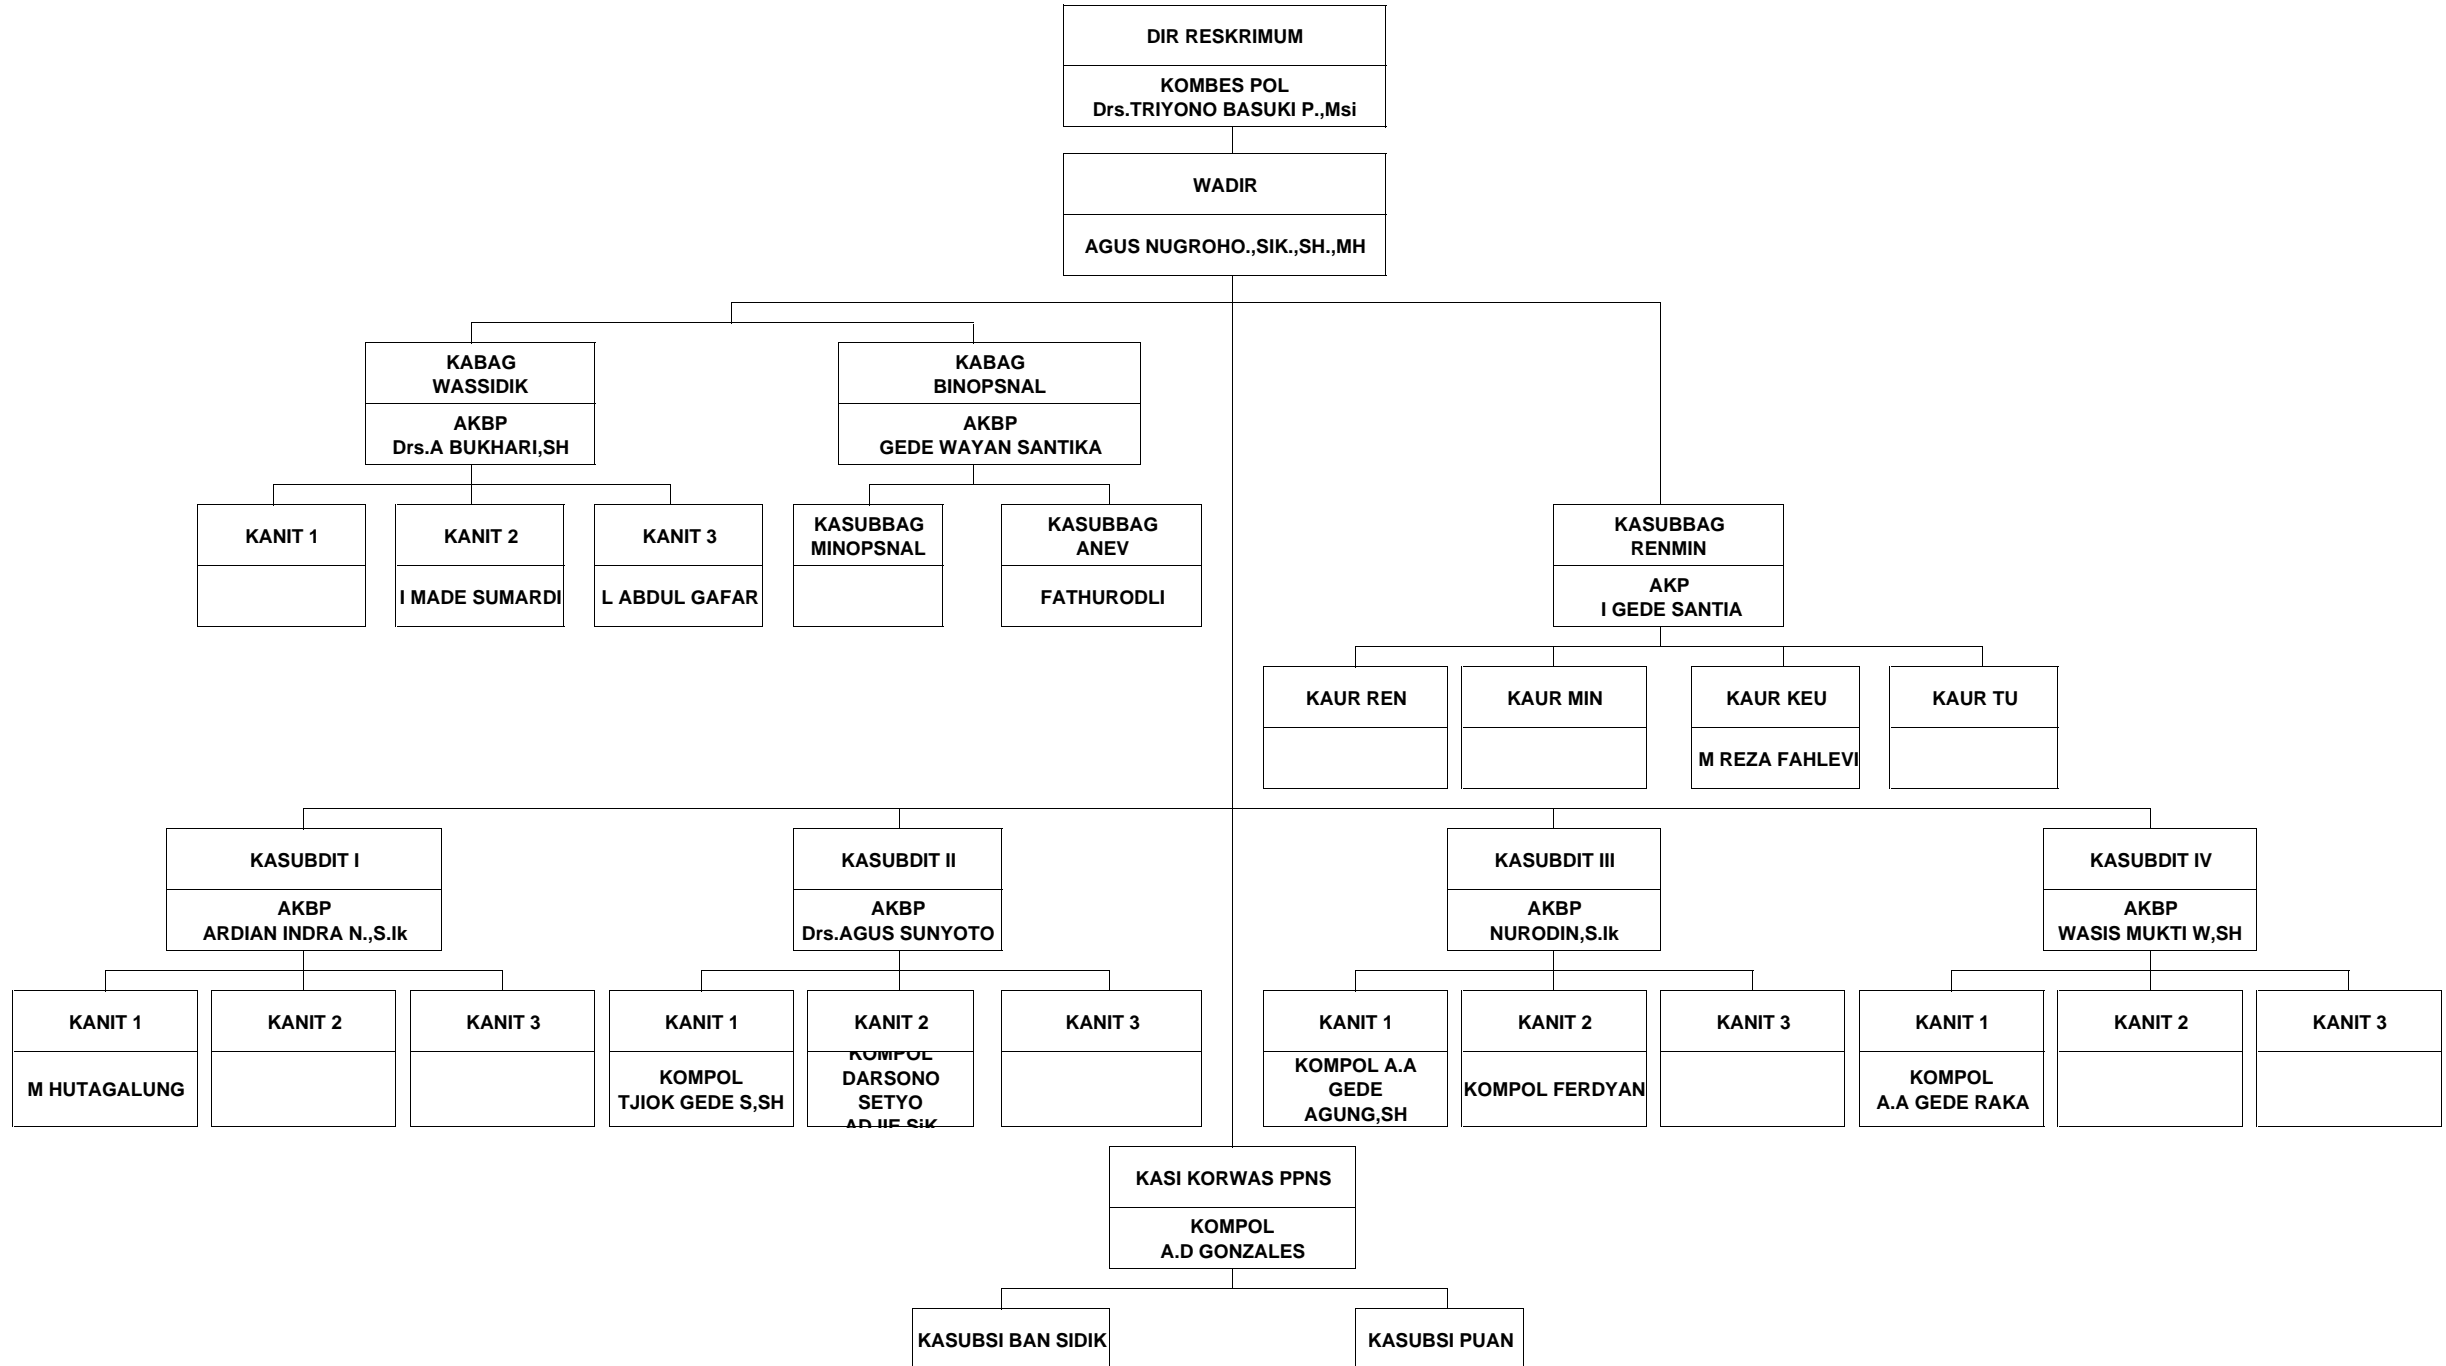 DIR RESKRIMUM
KOMBES POL
Drs.TRIYONO BASUKI P.,Msi
WADIR
AGUS NUGROHO.,SIK.,SH.,MH
KABAG
WASSIDIK
AKBP
Drs.A BUKHARI,SH
KABAG
BINOPSNAL
AKBP
GEDE WAYAN SANTIKA
KANIT 1
KANIT 2
I MADE SUMARDI
KANIT 3
L ABDUL GAFAR
KASUBBAG
MINOPSNAL
KASUBBAG
ANEV
FATHURODLI
KASUBBAG
RENMIN
AKP
I GEDE SANTIA
KAUR REN
KAUR MIN
KAUR KEU
M REZA FAHLEVI
KAUR TU
KASUBDIT I
AKBP
ARDIAN INDRA N.,S.Ik
KASUBDIT II
AKBP
Drs.AGUS SUNYOTO
KASUBDIT III
AKBP
NURODIN,S.Ik
KASUBDIT IV
AKBP
WASIS MUKTI W,SH
KANIT 1
M HUTAGALUNG
KANIT 2
KANIT 3
KANIT 1
KOMPOL
TJIOK GEDE S,SH
KANIT 2
KOMPOL
DARSONO
SETYO
ADJIE,SiK
KANIT 3
KANIT 1
KOMPOL A.A
GEDE
AGUNG,SH
KANIT 2
KOMPOL FERDYAN
KANIT 3
KANIT 1
KOMPOL
A.A GEDE RAKA
KANIT 2
KANIT 3
KASI KORWAS PPNS
KOMPOL
A.D GONZALES
KASUBSI BAN SIDIK
KASUBSI PUAN